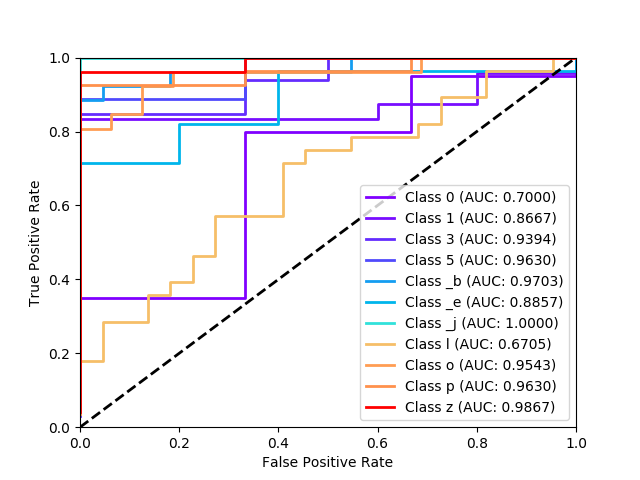 1.0
0.8
0.6
0.4
0.2
0.0
True Positive Rate
0.0 0.2 0.4 0.6 0.8 1.0
False Positive Rate
Class 0 (AUC: 0.7000)
Class 1 (AUC: 0.8667)
Class 3 (AUC: 0.9394)
Class 5 (AUC: 0.9630)
Class _b (AUC: 0.9703)
Class _e (AUC: 0.8857)
Class _j (AUC: 1.0000)
Class l (AUC: 0.6705)
Class o (AUC: 0.9543)
Class p (AUC: 0.9630)
Class z (AUC: 0.9867)